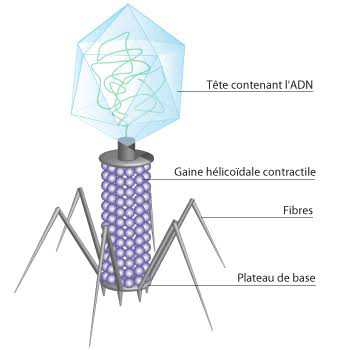 Tête contenant l'ADN
Gaine hélicoïdale contractile
Fibres
Plateau de base